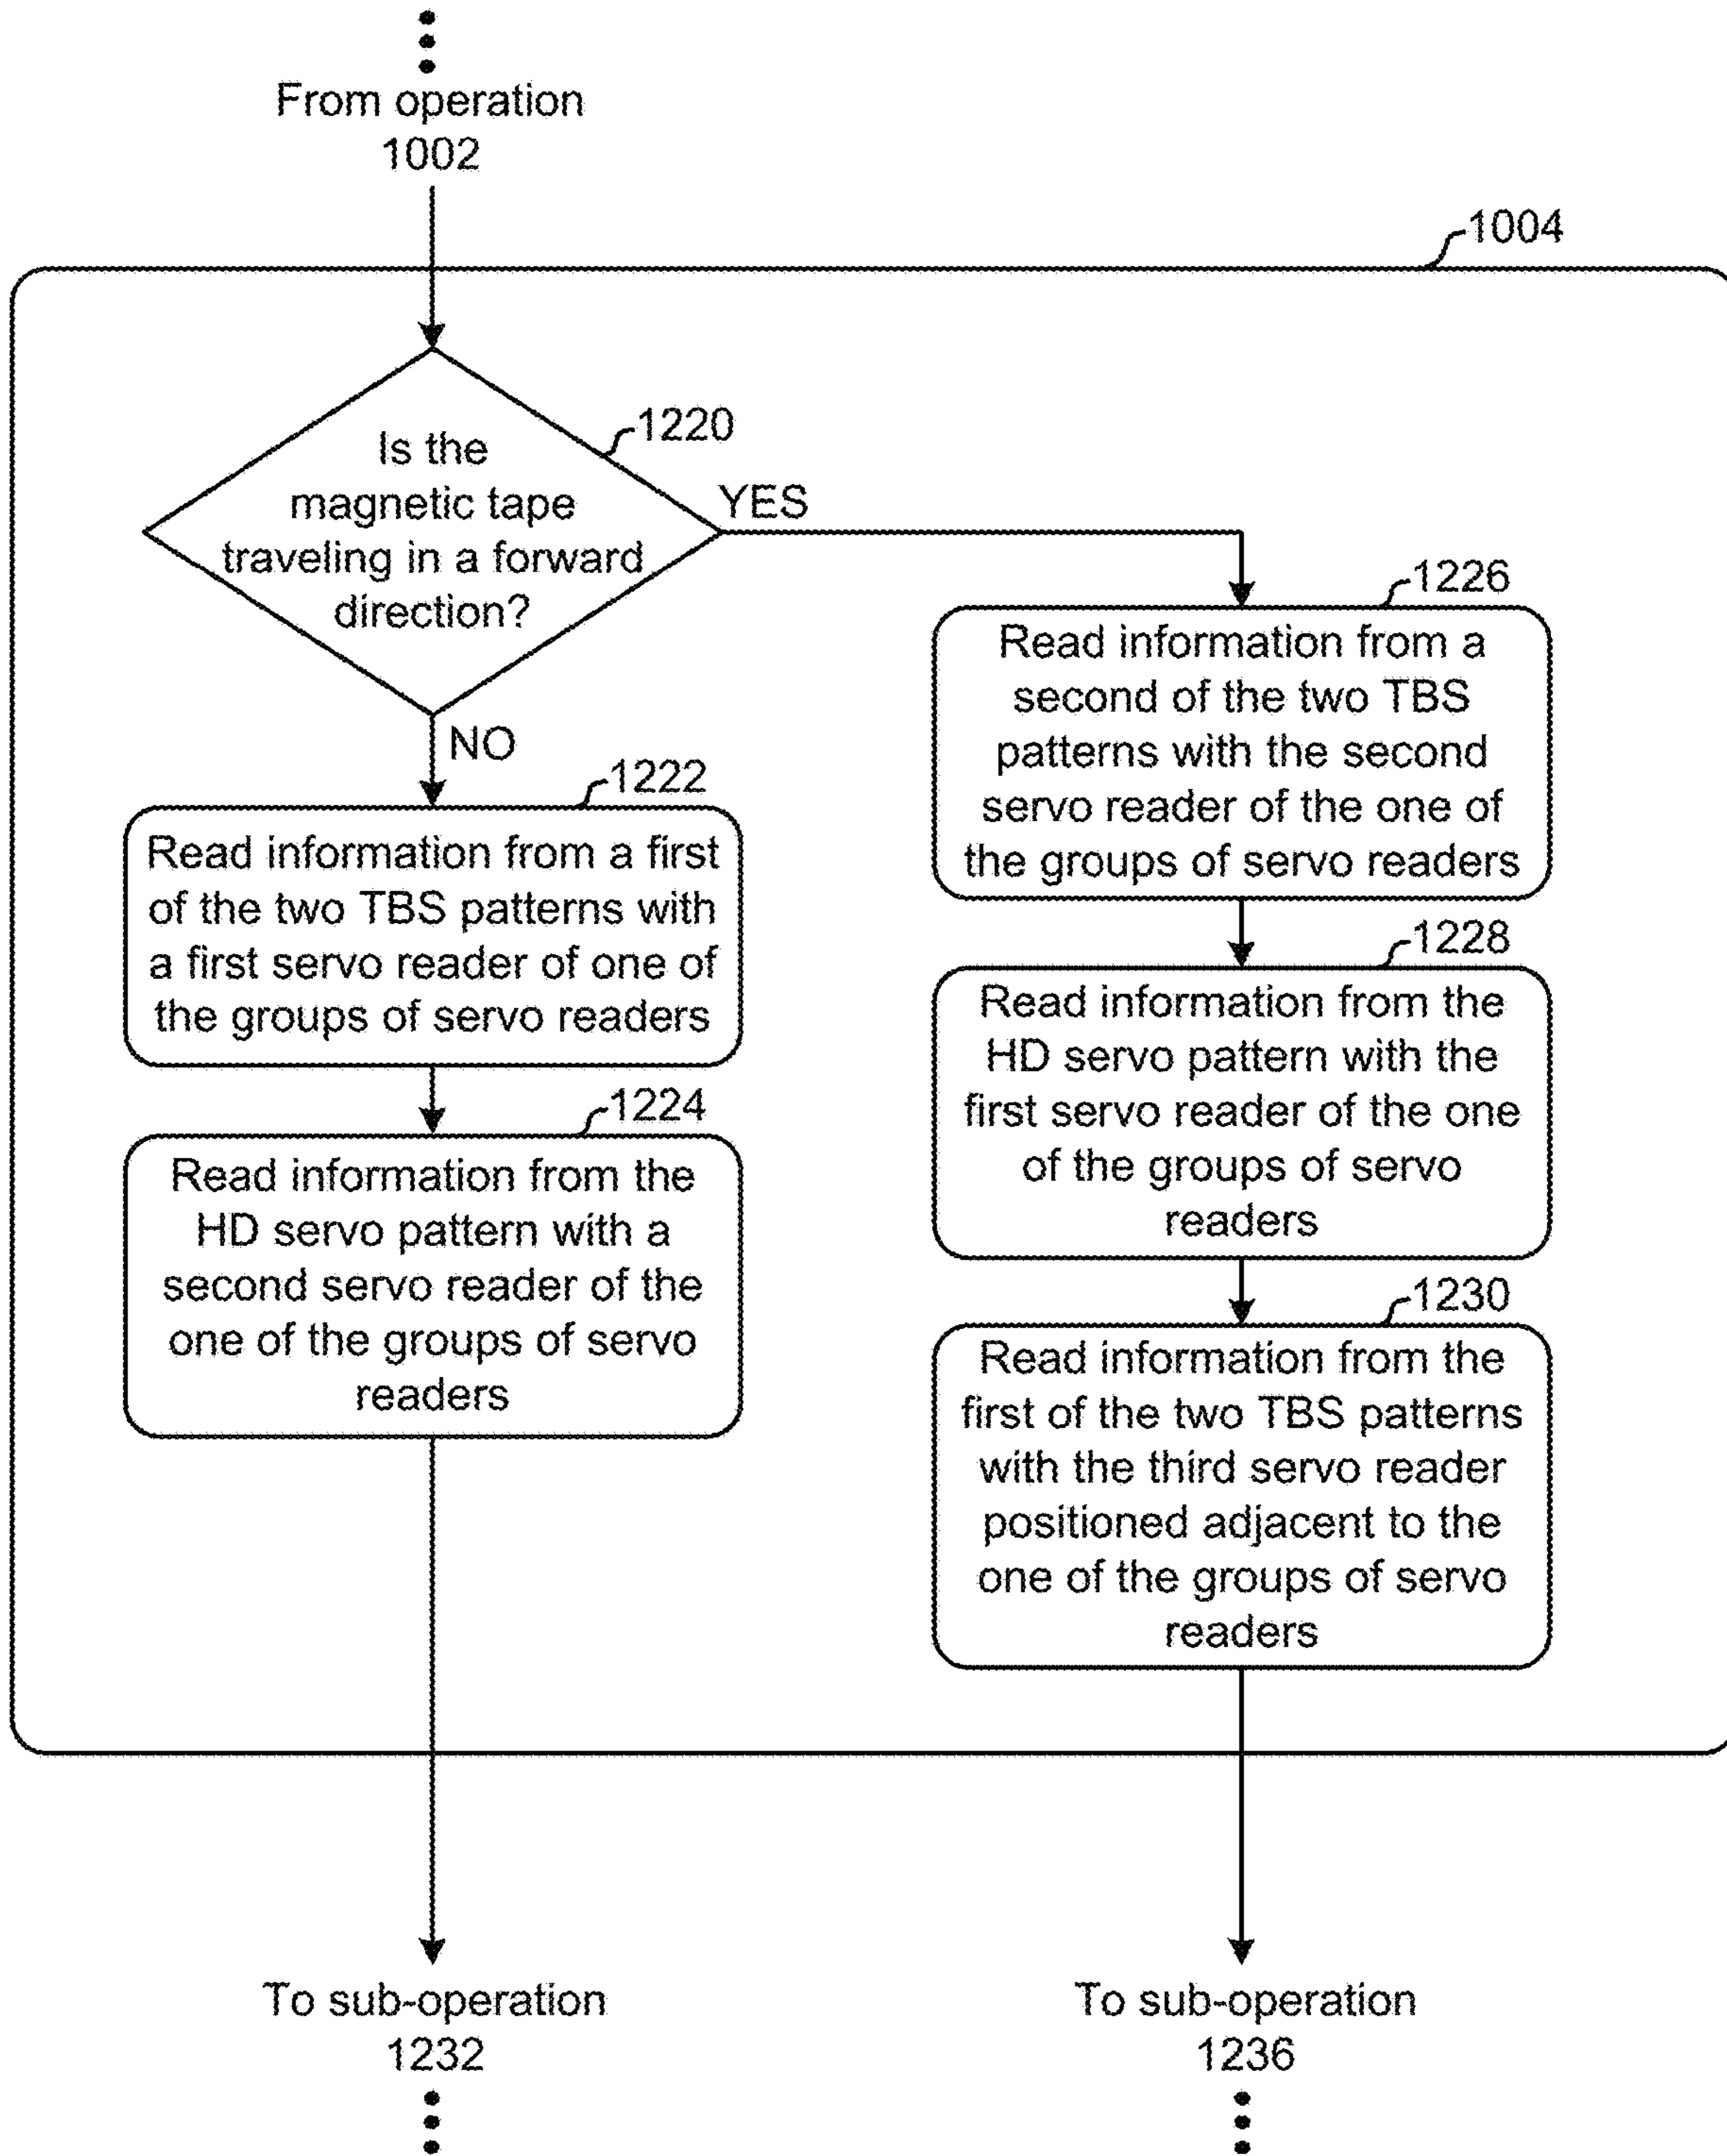 From operation
1002
1004
1220
Is the
magnetic tape
traveling in a forward
direction?
YES
NO
1222
Read information from a first
of the two TBS patterns with
a first servo reader of one of
the groups of servo readers
1224
Read information from the
HD servo pattern with a
second servo reader of the
one of the groups of servo
readers
1226
Read information from a
second of the two TBS
patterns with the second
servo reader of the one of
the groups of servo readers
1228
Read information from the
HD servo pattern with the
first servo reader of the one
of the groups of servo
readers
1230
Read information from the
first of the two TBS patterns
with the third servo reader
positioned adjacent to the
one of the groups of servo
readers
To sub-operation
1232
To sub-operation
1236